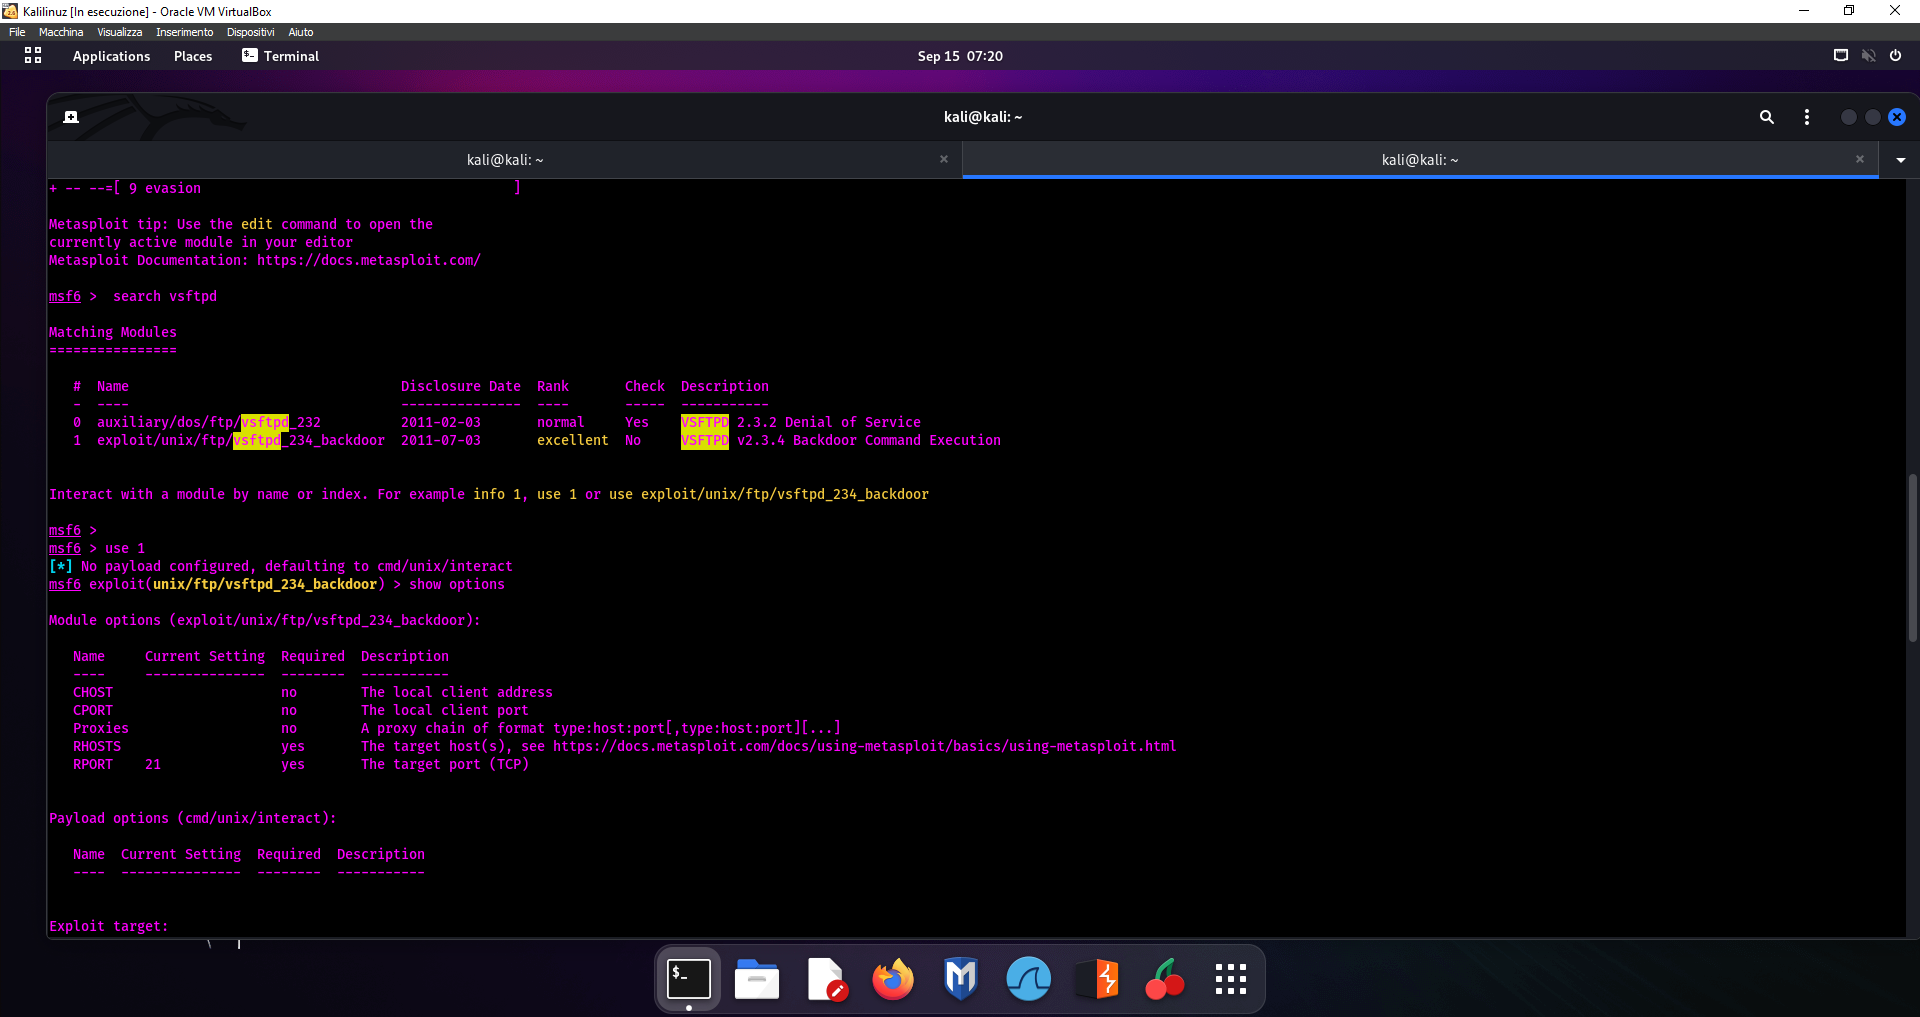 Kalilinuz [In esecuzione] - Oracle VM VirtualBox
File Macchina Visualizza Inserimento Dispositivi Aiuto
Applications Places Terminal Sep 15 07:20
kali@kali: ~
kali@kali: ~ kali@kali: ~
+ -- --=[ 9 evasion ]
Metasploit tip: Use the edit command to open the
currently active module in your editor
Metasploit Documentation: https://docs.metasploit.com/
msf6 > search vsftpd
Matching Modules
================
# Name Disclosure Date Rank Check Description
- ---- --------------- ---- ----- -----------
0 auxiliary/dos/ftp/vsftpd_232 2011-02-03 normal Yes VSFTPD 2.3.2 Denial of Service
1 exploit/unix/ftp/vsftpd_234_backdoor 2011-07-03 excellent No VSFTPD v2.3.4 Backdoor Command Execution
Interact with a module by name or index. For example info 1, use 1 or use exploit/unix/ftp/vsftpd_234_backdoor
msf6 >
msf6 > use 1
[*] No payload configured, defaulting to cmd/unix/interact
msf6 exploit(unix/ftp/vsftpd_234_backdoor) > show options
Module options (exploit/unix/ftp/vsftpd_234_backdoor):
Name Current Setting Required Description
---- --------------- -------- -----------
CHOST no The local client address
CPORT no The local client port
Proxies no A proxy chain of format type:host:port[,type:host:port][...]
RHOSTS yes The target host(s), see https://docs.metasploit.com/docs/using-metasploit/basics/using-metasploit.html
RPORT 21 yes The target port (TCP)
Payload options (cmd/unix/interact):
Name Current Setting Required Description
---- --------------- -------- -----------
Exploit target: